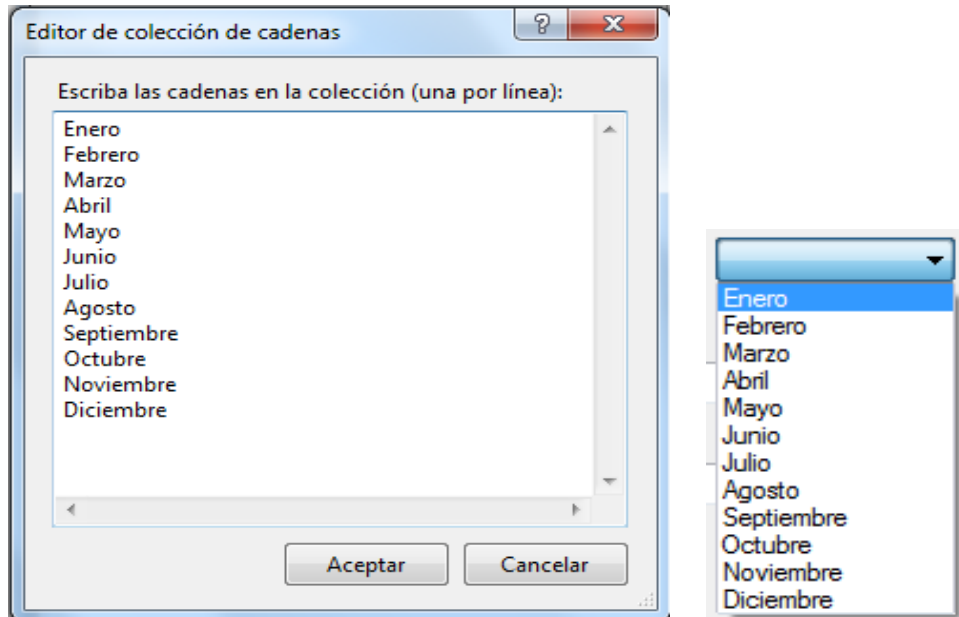 Editor de colección de cadenas
Escriba las cadenas en la colección (una por línea):
Enero
Febrero
Marzo
Abril
Mayo
Junio
Julio
Agosto
Septiembre
Octubre
Noviembre
Diciembre
Aceptar
Cancelar
Enero
Febrero
Marzo
Abril
Mayo
Junio
Julio
Agosto
Septiembre
Octubre
Noviembre
Diciembre